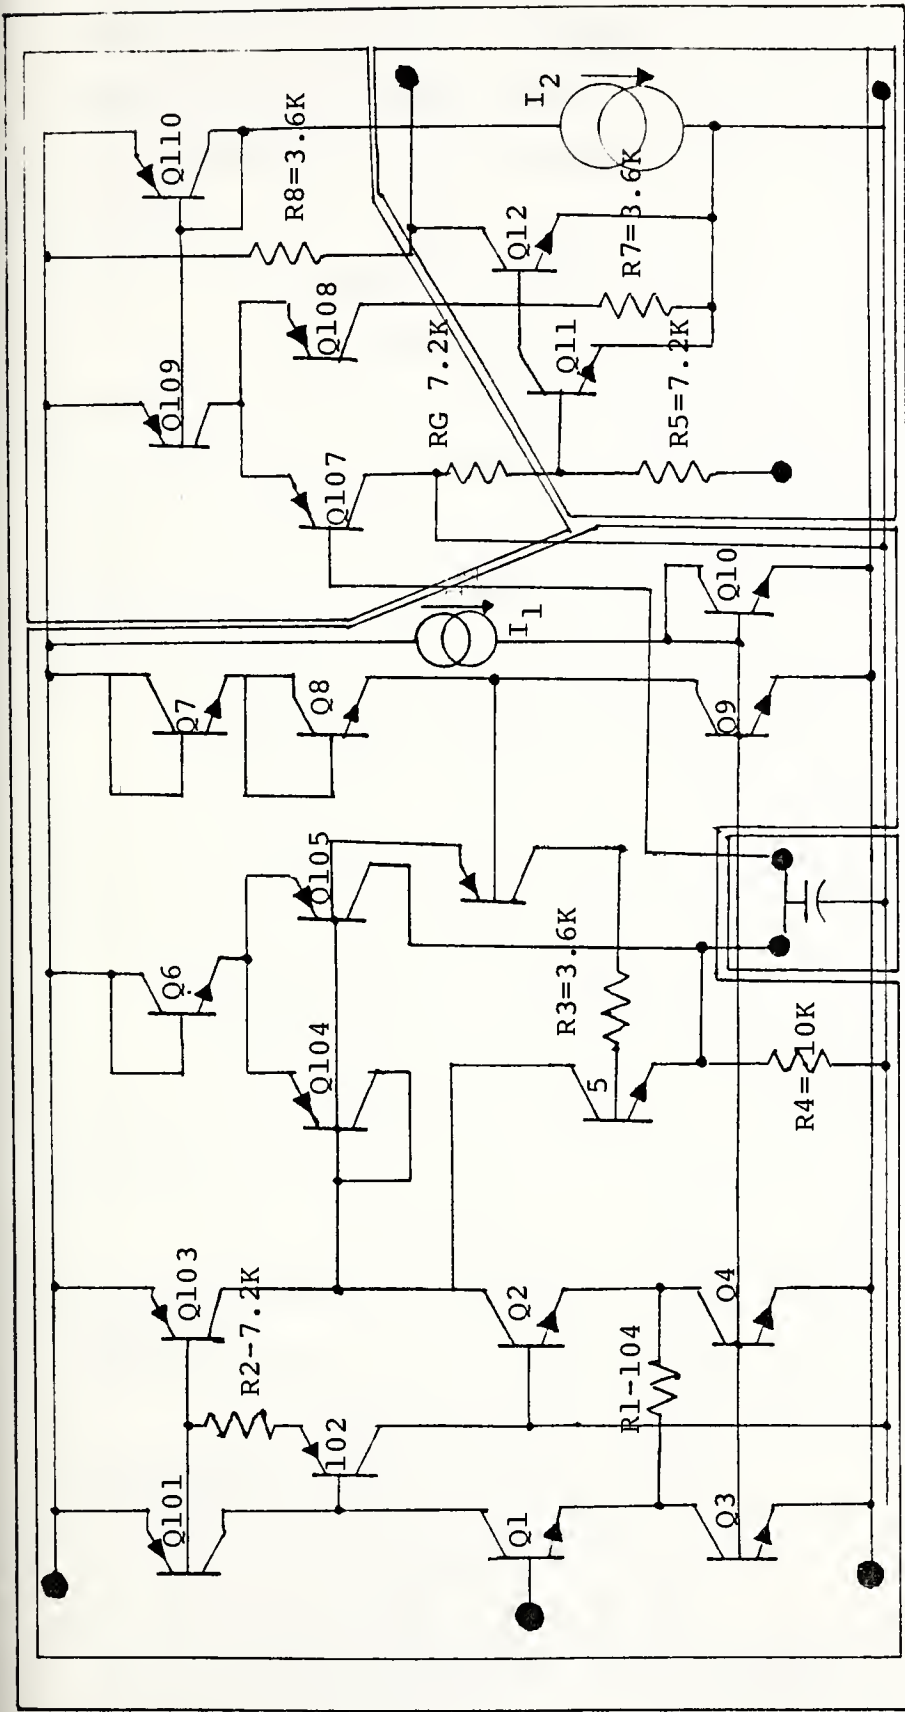 Q101
Q103
R2-7.2K
102
Q1
Q2
R1-104
Q3
Q4
Q6
Q104
Q105
5
R3=3.6K
R4=10K
Q7
Q8
Q9
Q10
I1
Q109
Q110
Q107
Q108
R8=3.6K
RG 7.2K
Q11
Q12
R5=7.2K
R7=3.6K
I2